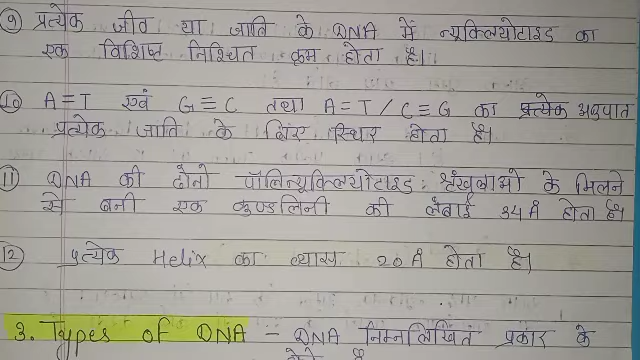 ⑨ प्रत्येक जीव या जाति के DNA में न्यूक्लियोटाइड का
एक विशिष्ट निश्चित क्रम होता है।
⑩ A=T एवं G≡C तथा A=T/C≡G का प्रत्येक अनुपात
प्रत्येक जाति के लिए स्थिर होता है।
⑪ DNA की दोनो पॉलिन्यूक्लियोटाइड श्रंखलाओ के मिलने
से बनी एक कुण्डलिनी की लंबाई 34Å होता है।
⑫ प्रत्येक Helix का व्यास 20Å होता है।
3. Types of DNA - DNA निम्नलिखित प्रकार के
होते है